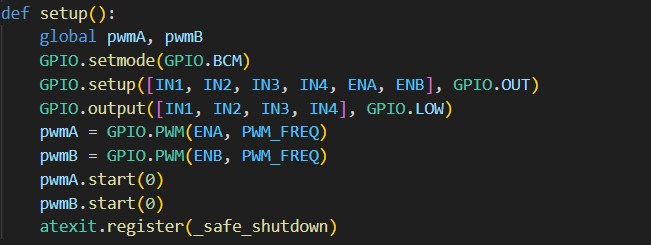 def setup():
    global pwmA, pwmB
    GPIO.setmode(GPIO.BCM)
    GPIO.setup([IN1, IN2, IN3, IN4, ENA, ENB], GPIO.OUT)
    GPIO.output([IN1, IN2, IN3, IN4], GPIO.LOW)
    pwmA = GPIO.PWM(ENA, PWM_FREQ)
    pwmB = GPIO.PWM(ENB, PWM_FREQ)
    pwmA.start(0)
    pwmB.start(0)
    atexit.register(_safe_shutdown)